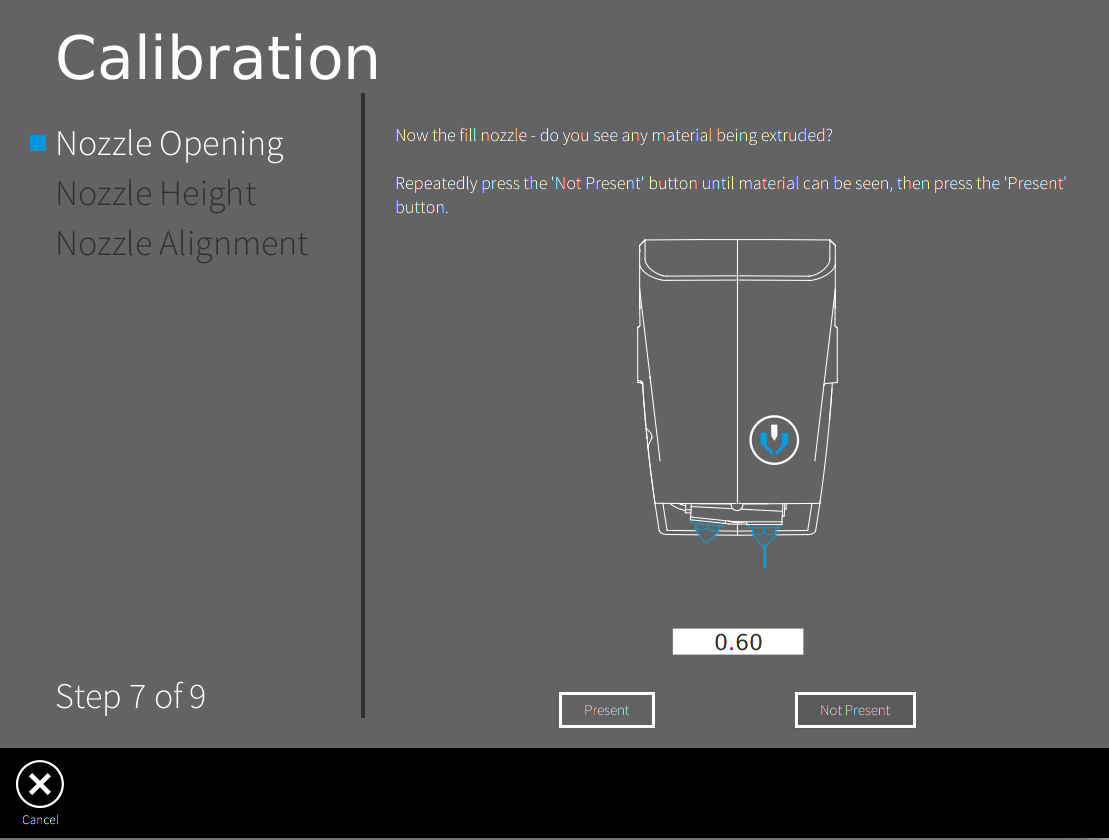 Calibration
Nozzle Opening
Nozzle Height
Nozzle Alignment
Now the fill nozzle - do you see any material being extruded?
Repeatedly press the 'Not Present' button until material can be seen, then press the 'Present'
button.
0.60
Step 7 of 9
Present
Not Present
Cancel